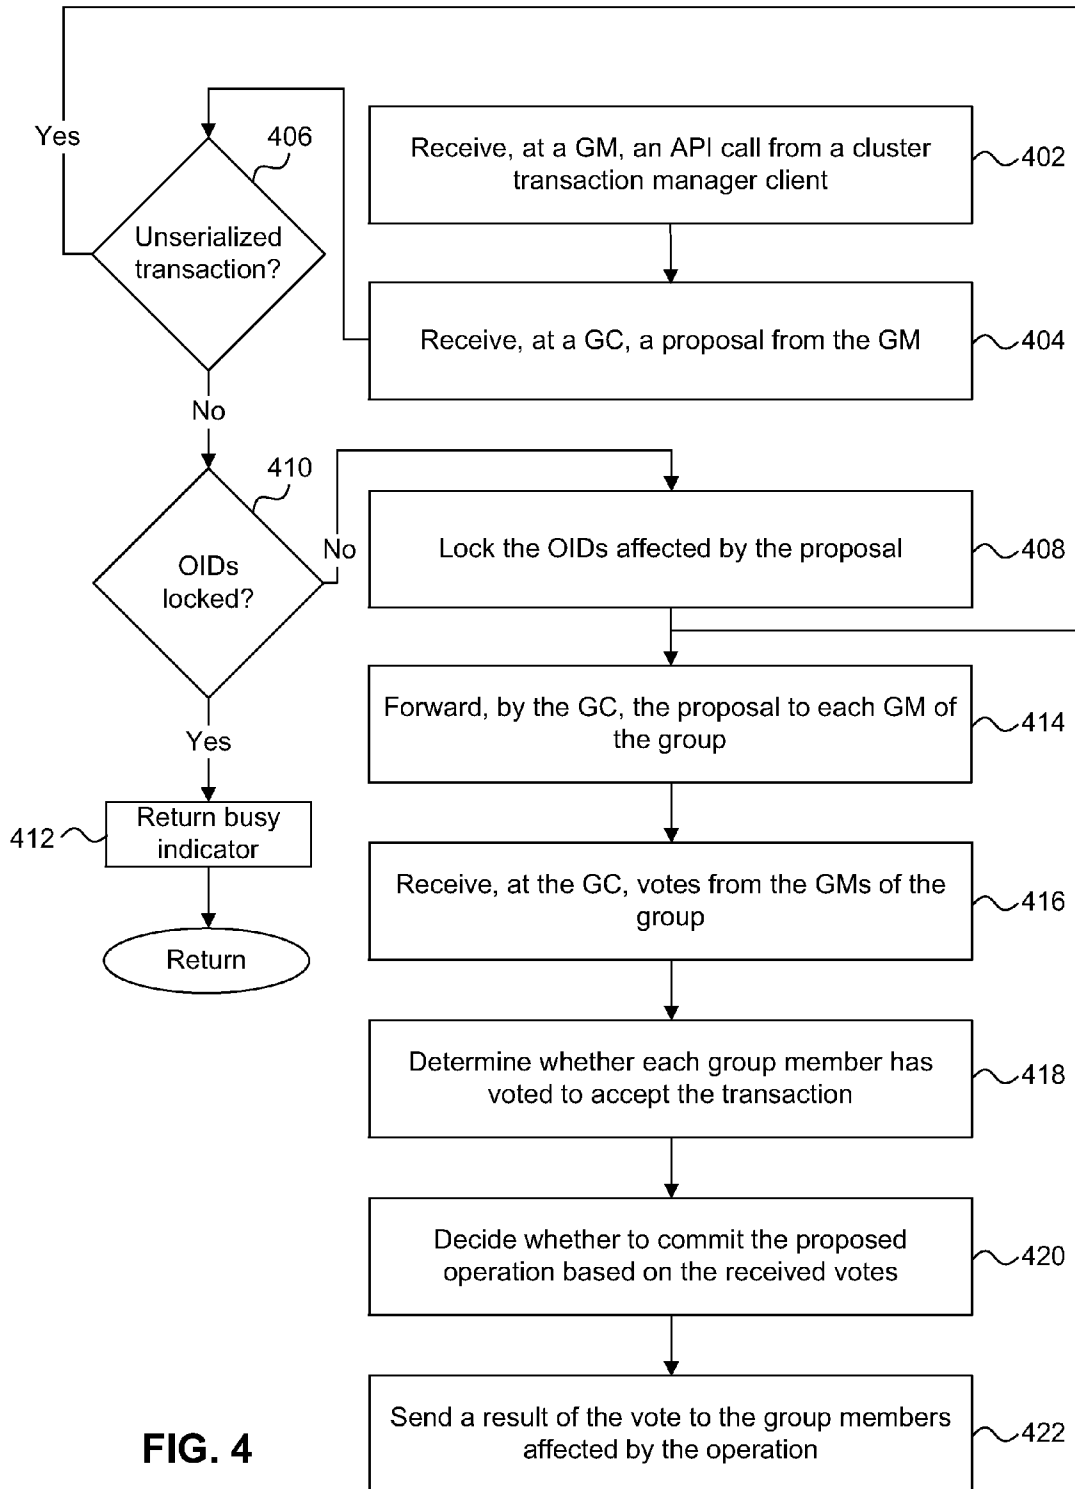 Yes
406
Unserialized
transaction?
Receive, at a GM, an API call from a cluster
transaction manager client
402
Receive, at a GC, a proposal from the GM
404
No
410
OIDs
locked?
No
Lock the OIDs affected by the proposal
408
Yes
Forward, by the GC, the proposal to each GM of
the group
414
412
Return busy
indicator
Receive, at the GC, votes from the GMs of the
group
416
Return
Determine whether each group member has
voted to accept the transaction
418
Decide whether to commit the proposed
operation based on the received votes
420
Send a result of the vote to the group members
affected by the operation
422
FIG. 4